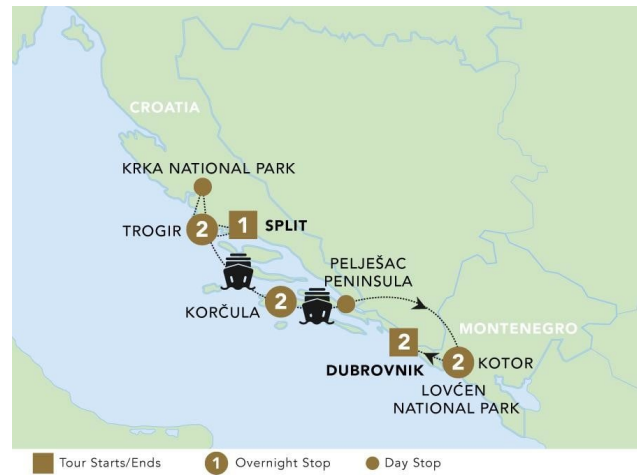 CROATIA
KRKA NATIONAL PARK
TROGIR
2
1
SPLIT
PELJEŠAC
PENINSULA
KORČULA
2
MONTENEGRO
2
DUBROVNIK
2
KOTOR
LOVĆEN
NATIONAL PARK
Tour Starts/Ends
1
Overnight Stop
Day Stop